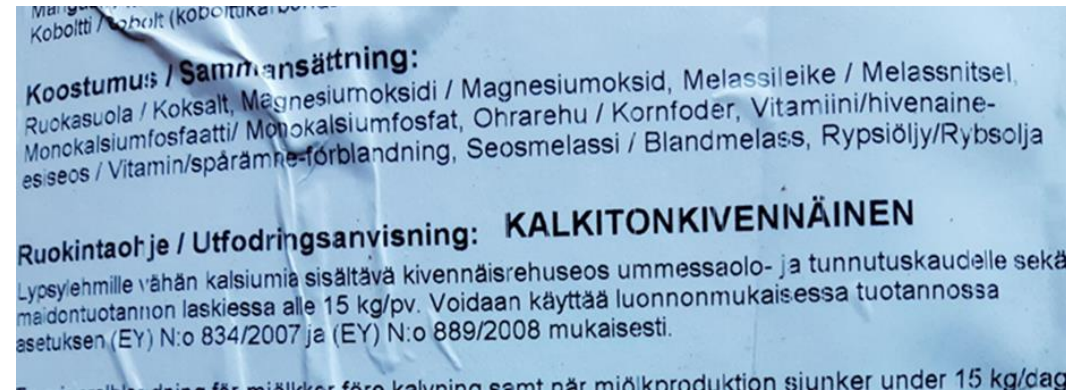 Koboltti / Cobolt
Koostumus / Sammansättning:
Ruokasuola / Koksalt, Magnesiumoksidi / Magnesiumoksid, Melassileike / Melassnitsel,
Monokalsiumfosfaatti/ Monokalsiumfosfat, Ohrarehu / Kornfoder, Vitamiini/hivenaine-
esiseos / Vitamin/spårämne-förblandning, Seosmelassi / Blandmelass, Rypsiöljy/Rybsolja
Ruokintaohje / Utfodringsanvisning: KALKITONKIVENNÄINEN
Lypsylehmille vähän kalsiumia sisältävä kivennäisrehuseos ummessaolo- ja tunnutuskaudelle sekä
maidontuotannon laskiessa alle 15 kg/pv. Voidaan käyttää luonnonmukaisessa tuotannossa
asetuksen (EY) N:o 834/2007 ja (EY) N:o 889/2008 mukaisesti.
för mjölkkor före kalvning samt när mjölkproduktion sjunker under 15 kg/dag